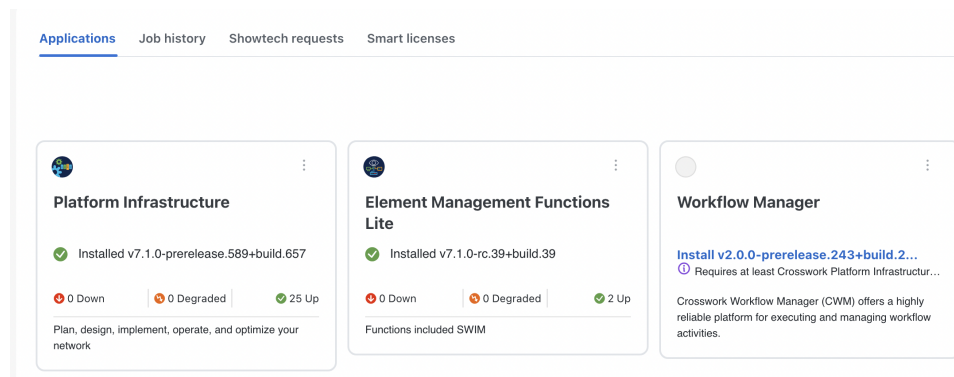 Applications Job history Showtech requests Smart licenses
Platform Infrastructure
Installed v7.1.0-prerelease.589+build.657
0 Down 0 Degraded 25 Up
Plan, design, implement, operate, and optimize your
network
Element Management Functions
Lite
Installed v7.1.0-rc.39+build.39
0 Down 0 Degraded 2 Up
Functions included SWIM
Workflow Manager
Install v2.0.0-prerelease.243+build.2...
Requires at least Crosswork Platform Infrastructur...
Crosswork Workflow Manager (CWM) offers a highly
reliable platform for executing and managing workflow
activities.